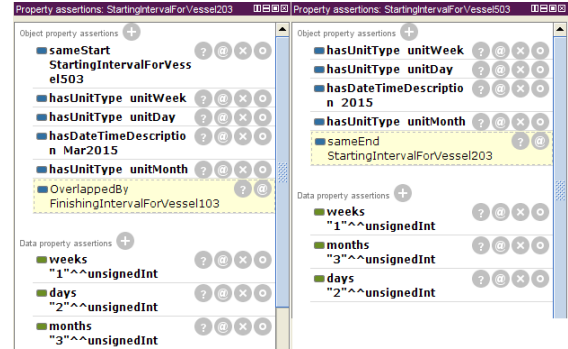 Property assertions: StartingIntervalForVessel203
Object property assertions
sameStart
StartingIntervalForVess
el503
hasUnitType unitWeek
hasUnitType unitDay
hasDateTimeDescriptio
n Mar2015
hasUnitType unitMonth
OverlappedBy
FinishingIntervalForVessel103
Data property assertions
weeks
"1"^^unsignedInt
days
"2"^^unsignedInt
months
"3"^^unsignedInt
Property assertions: StartingIntervalForVessel503
Object property assertions
hasUnitType unitWeek
hasUnitType unitDay
hasDateTimeDescriptio
n 2015
hasUnitType unitMonth
sameEnd
StartingIntervalForVessel203
Data property assertions
weeks
"1"^^unsignedInt
months
"3"^^unsignedInt
days
"2"^^unsignedInt